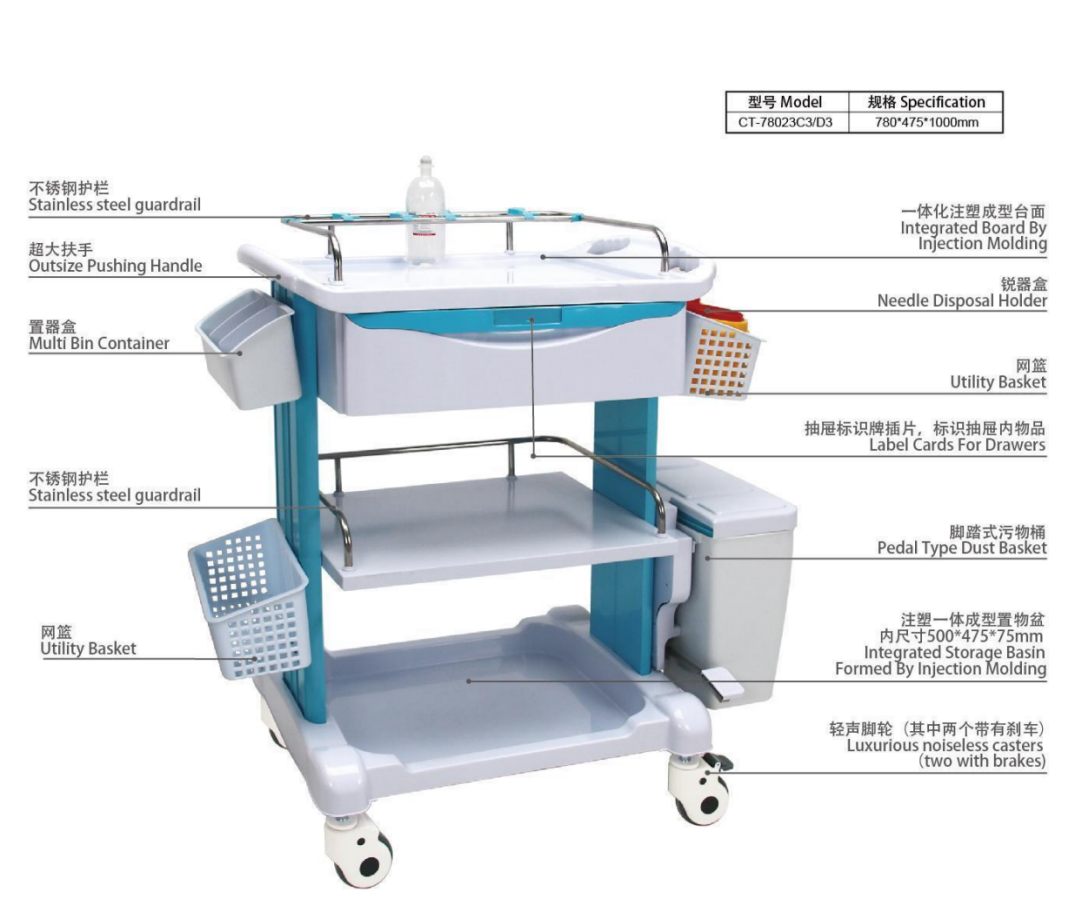 型号 Model 规格 Specification
CT-78023C3/D3 780*475*1000mm
不锈钢护栏
Stainless steel guardrail
超大扶手
Outsize Pushing Handle
置器盒
Multi Bin Container
不锈钢护栏
Stainless steel guardrail
网篮
Utility Basket
一体化注塑成型台面
Integrated Board By
Injection Molding
锐器盒
Needle Disposal Holder
网篮
Utility Basket
抽屉标识牌插片，标识抽屉内物品
Label Cards For Drawers
脚踏式污物桶
Pedal Type Dust Basket
注塑一体成型置物盆
内尺寸500*475*75mm
Integrated Storage Basin
Formed By Injection Molding
轻声脚轮（其中两个带有刹车）
Luxurious noiseless casters
（two with brakes）